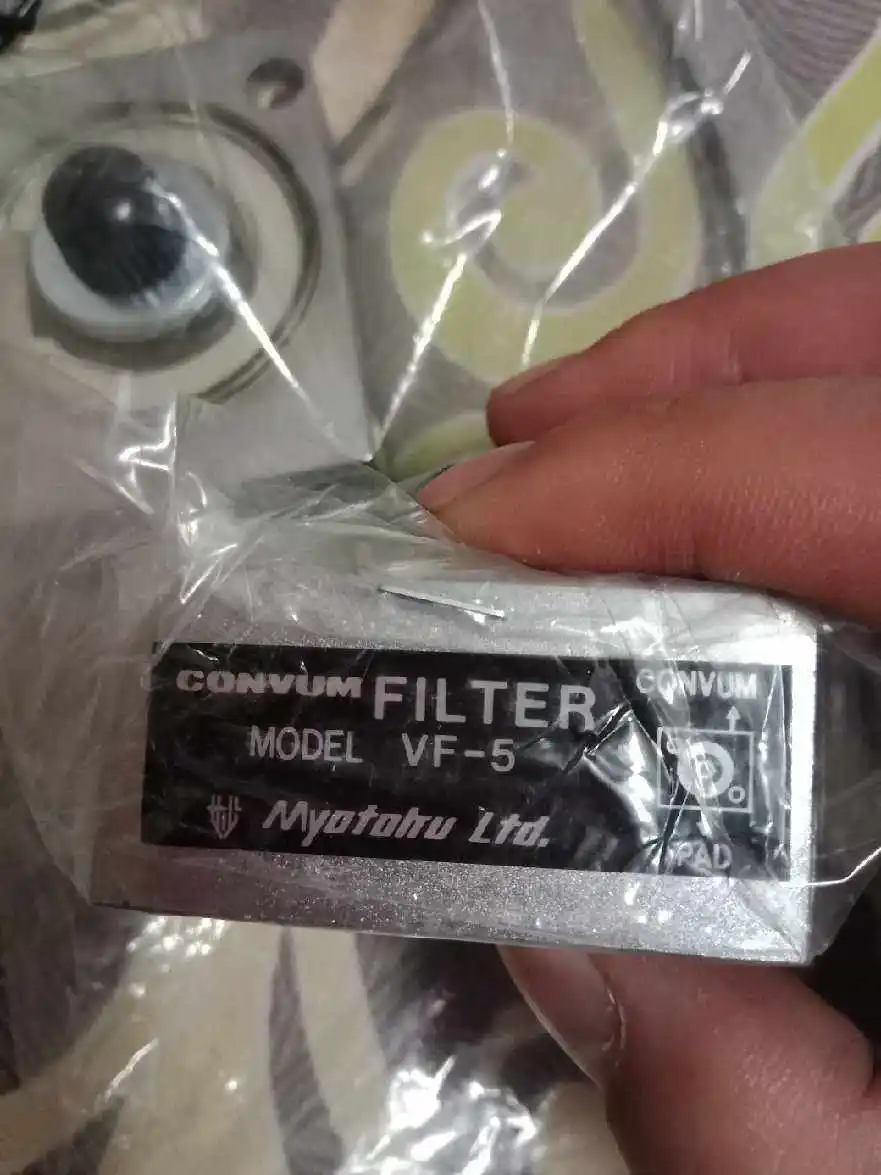 CONVUM FILTER
MODEL VF-5
Myotoku Ltd.
CONVUM
PAD